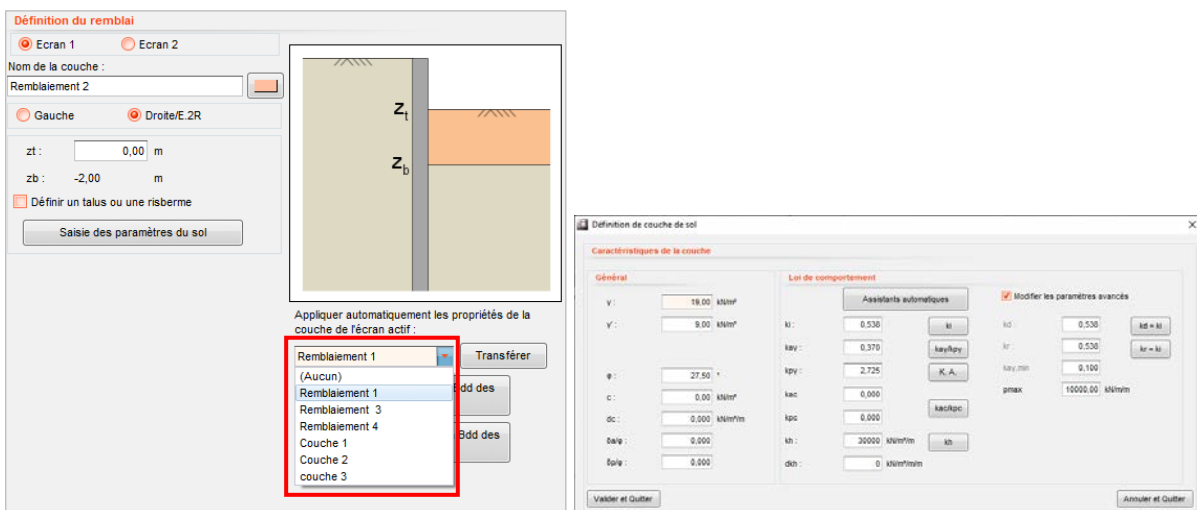 Définition du remblai
Ecran 1 Ecran 2
Nom de la couche :
Remblaiement 2
Gauche Droite/E.2R
zt : 0,00 m
zb : -2,00 m
Définir un talus ou une risberme
Saisie des paramètres du sol
zt
zb
Appliquer automatiquement les propriétés de la
couche de l'écran actif :
Remblaiement 1 Transférer
(Aucun)
Remblaiement 1
Remblaiement 3
Remblaiement 4
Couche 1
Couche 2
couche 3
Bdd des
Bdd des
Définition de couche de sol
Caractéristiques de la couche
Général
γ : 19,00 kN/m³
γ' : 9,00 kN/m³
φ : 27,50 °
c : 0,00 kN/m²
dc : 0,000 kN/m²/m
δa/φ : 0,000
δp/φ : 0,000
Loi de comportement
Assistants automatiques
ki : 0,538 ki
kay : 0,370 kay/kpy
kpy : 2,725 K. A.
kac 0,000
kac/kpc
kpc 0,000
kh : 30000 kN/m²/m kh
dkh : 0 kN/m²/m/m
Modifier les paramètres avancés
kd : 0,538 kd = ki
kr : 0,538 kr = ki
kay,min 0,100
pmax 10000,00 kN/m/m
Valider et Quitter
Annuler et Quitter